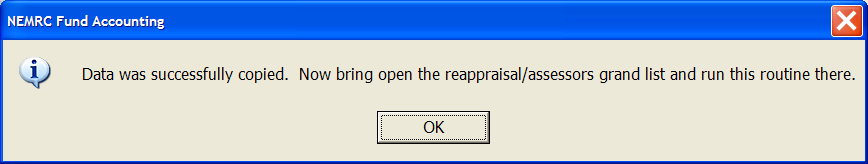 NEMRC Fund Accounting
Data was successfully copied.  Now bring open the reappraisal/assessors grand list and run this routine there.
OK